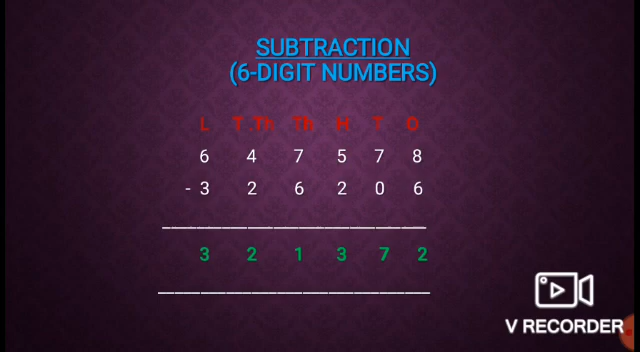 SUBTRACTION
(6-DIGIT NUMBERS)
L T .Th Th H T O
6 4 7 5 7 8
- 3 2 6 2 0 6
3 2 1 3 7 2
V RECORDER